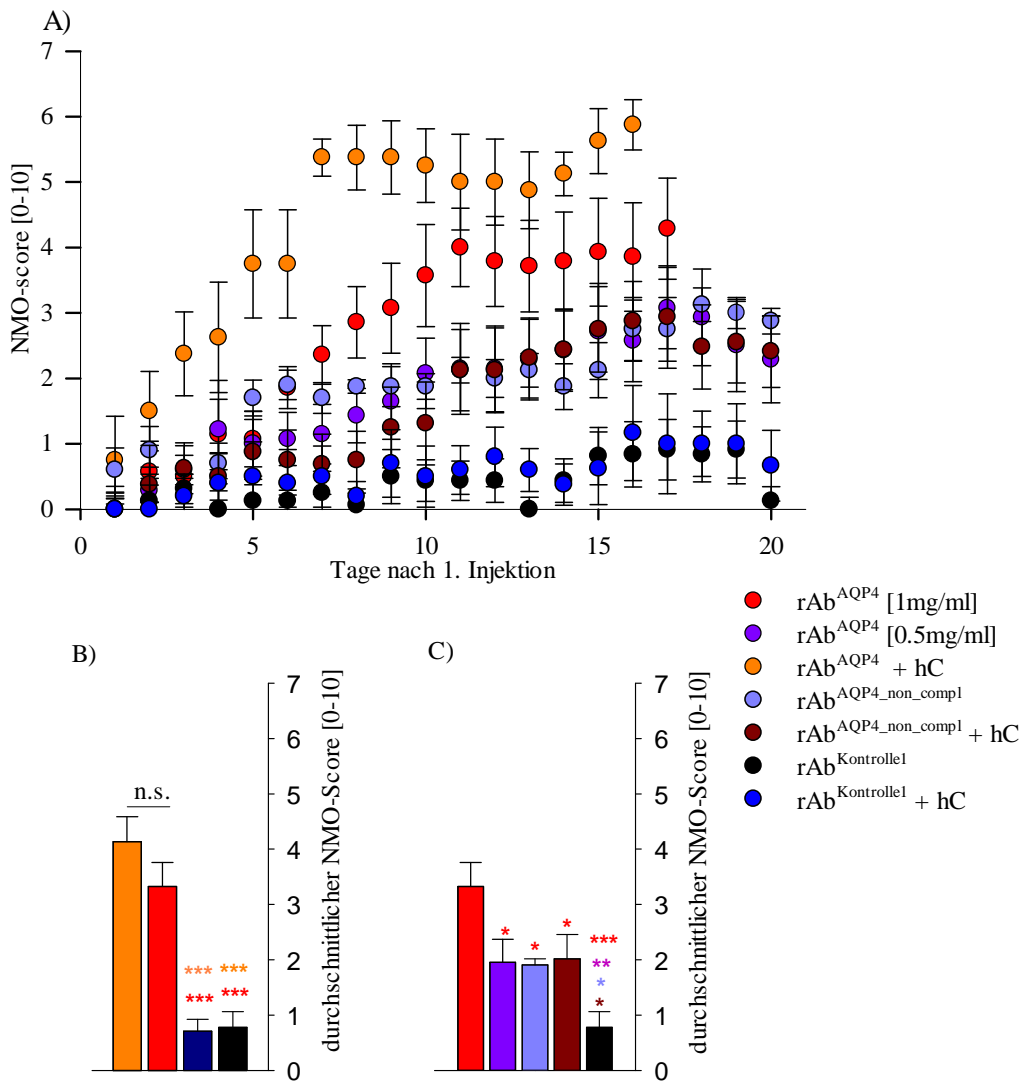 A)
7
6
5
4
3
2
1
0
NMO-score [0-10]
0 5 10 15 20
Tage nach 1. Injektion
rAb^AQP4 [1mg/ml]
rAb^AQP4 [0.5mg/ml]
rAb^AQP4 + hC
rAb^AQP4_non_compl
rAb^AQP4_non_compl + hC
rAb^Kontrolle1
rAb^Kontrolle1 + hC
B)
n.s.
*** ***
*** ***
7
6
5
4
3
2
1
0
durchschnittlicher NMO-Score [0-10]
C)
* * * ***
**
*
*
7
6
5
4
3
2
1
0
durchschnittlicher NMO-Score [0-10]